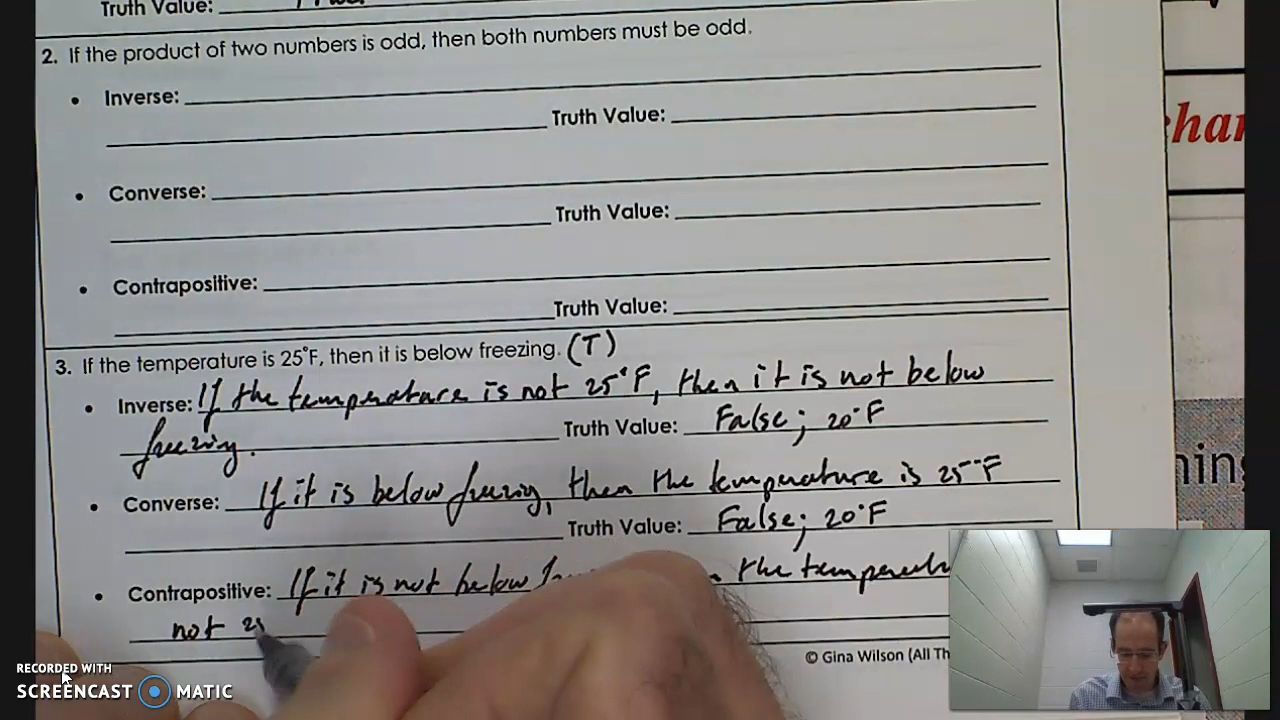 Truth Value:
2. If the product of two numbers is odd, then both numbers must be odd.
• Inverse:
Truth Value:
• Converse:
Truth Value:
• Contrapositive:
Truth Value:
3. If the temperature is 25°F, then it is below freezing. (T)
• Inverse: If the temperature is not 25°F, then it is not below
freezing. Truth Value: False; 20°F
• Converse: If it is below freezing, then the temperature is 25°F
Truth Value: False; 20°F
• Contrapositive: If it is not below the
not
© Gina Wilson (All Th
RECORDED WITH
SCREENCAST MATIC